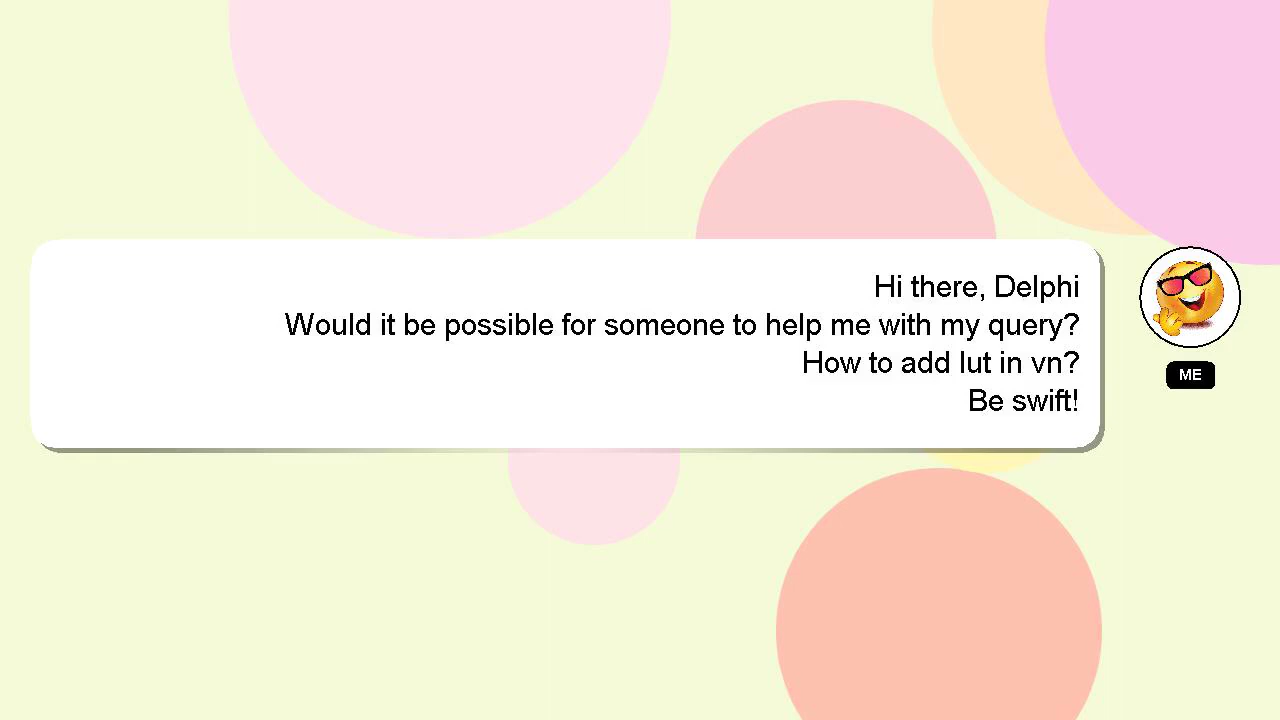 Hi there, Delphi
Would it be possible for someone to help me with my query?
How to add lut in vn?
Be swift!
ME